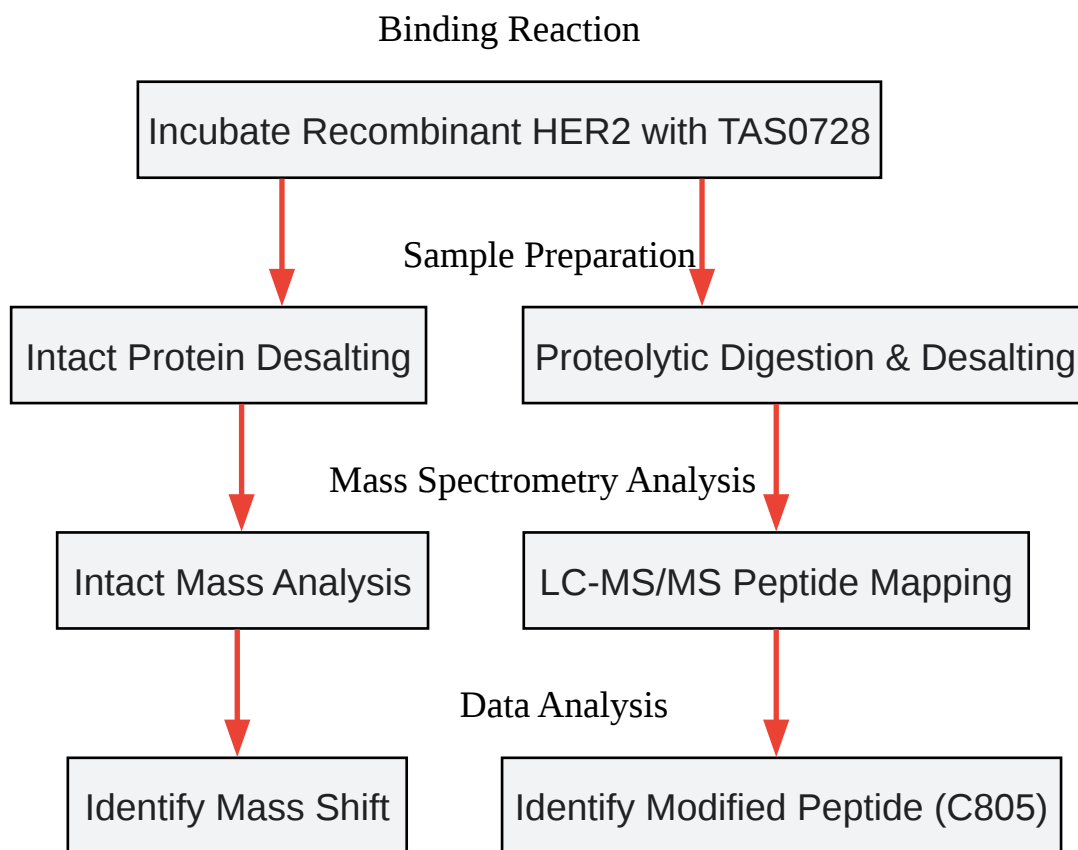 Binding Reaction
Incubate Recombinant HER2 with TAS0728
Sample Preparation
Intact Protein Desalting
Proteolytic Digestion & Desalting
Mass Spectrometry Analysis
Intact Mass Analysis
LC-MS/MS Peptide Mapping
Data Analysis
Identify Mass Shift
Identify Modified Peptide (C805)